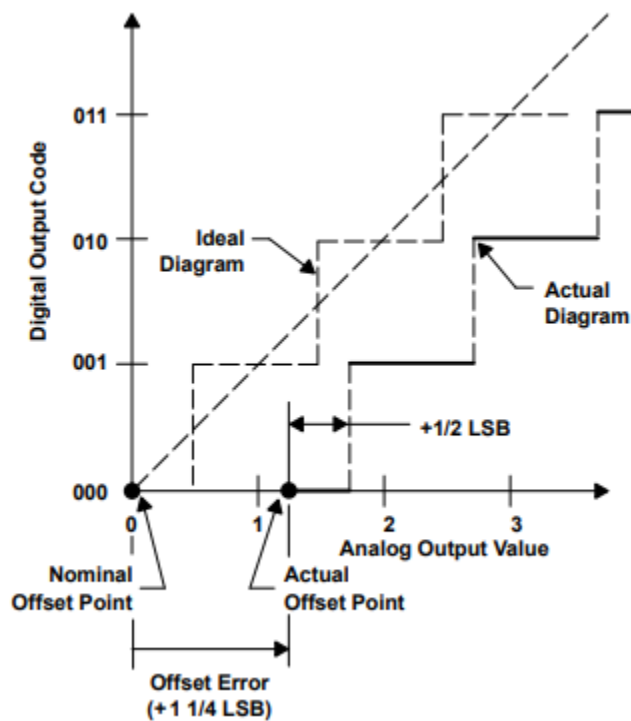 011
010
001
000
Digital Output Code
Ideal
Diagram
Actual
Diagram
+1/2 LSB
0
1
2
3
Analog Output Value
Nominal
Offset Point
Actual
Offset Point
Offset Error
(+1 1/4 LSB)